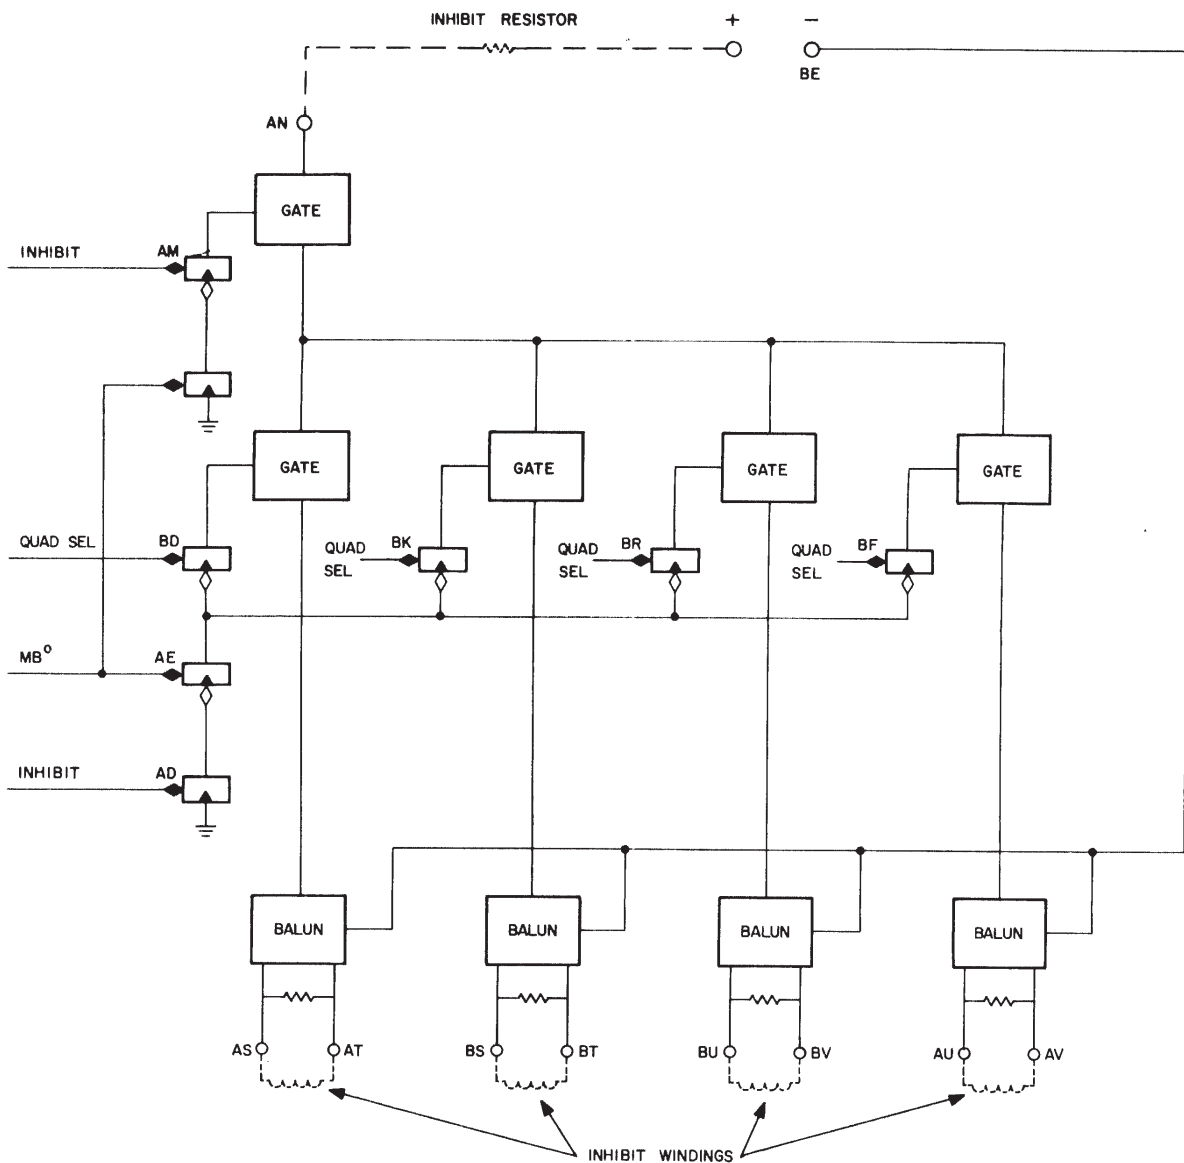 INHIBIT RESISTOR
+ −
BE
AN
GATE
INHIBIT AM
GATE GATE GATE GATE
QUAD SEL BD
QUAD SEL BK
QUAD SEL BR
QUAD SEL BF
MB⁰ AE
INHIBIT AD
BALUN BALUN BALUN BALUN
AS AT BS BT BU BV AU AV
INHIBIT WINDINGS